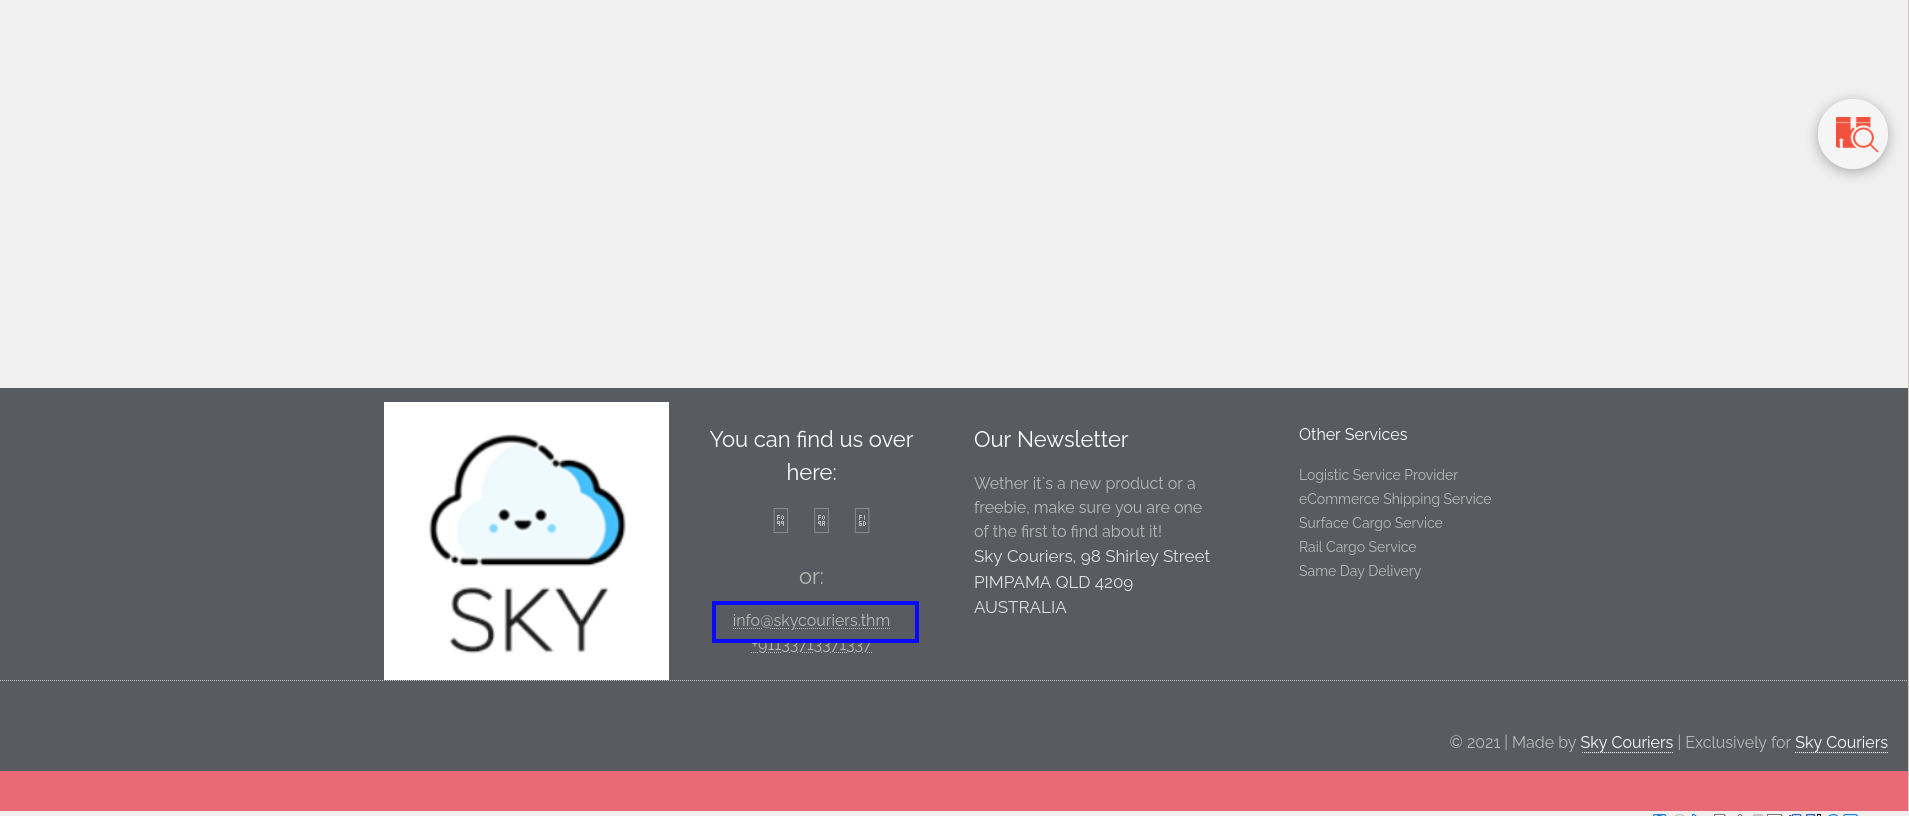 SKY
You can find us over
here:
or:
info@skycouriers.thm
+91133713371337
Our Newsletter
Wether it`s a new product or a
freebie, make sure you are one
of the first to find about it!
Sky Couriers, 98 Shirley Street
PIMPAMA QLD 4209
AUSTRALIA
Other Services
Logistic Service Provider
eCommerce Shipping Service
Surface Cargo Service
Rail Cargo Service
Same Day Delivery
© 2021 | Made by Sky Couriers | Exclusively for Sky Couriers